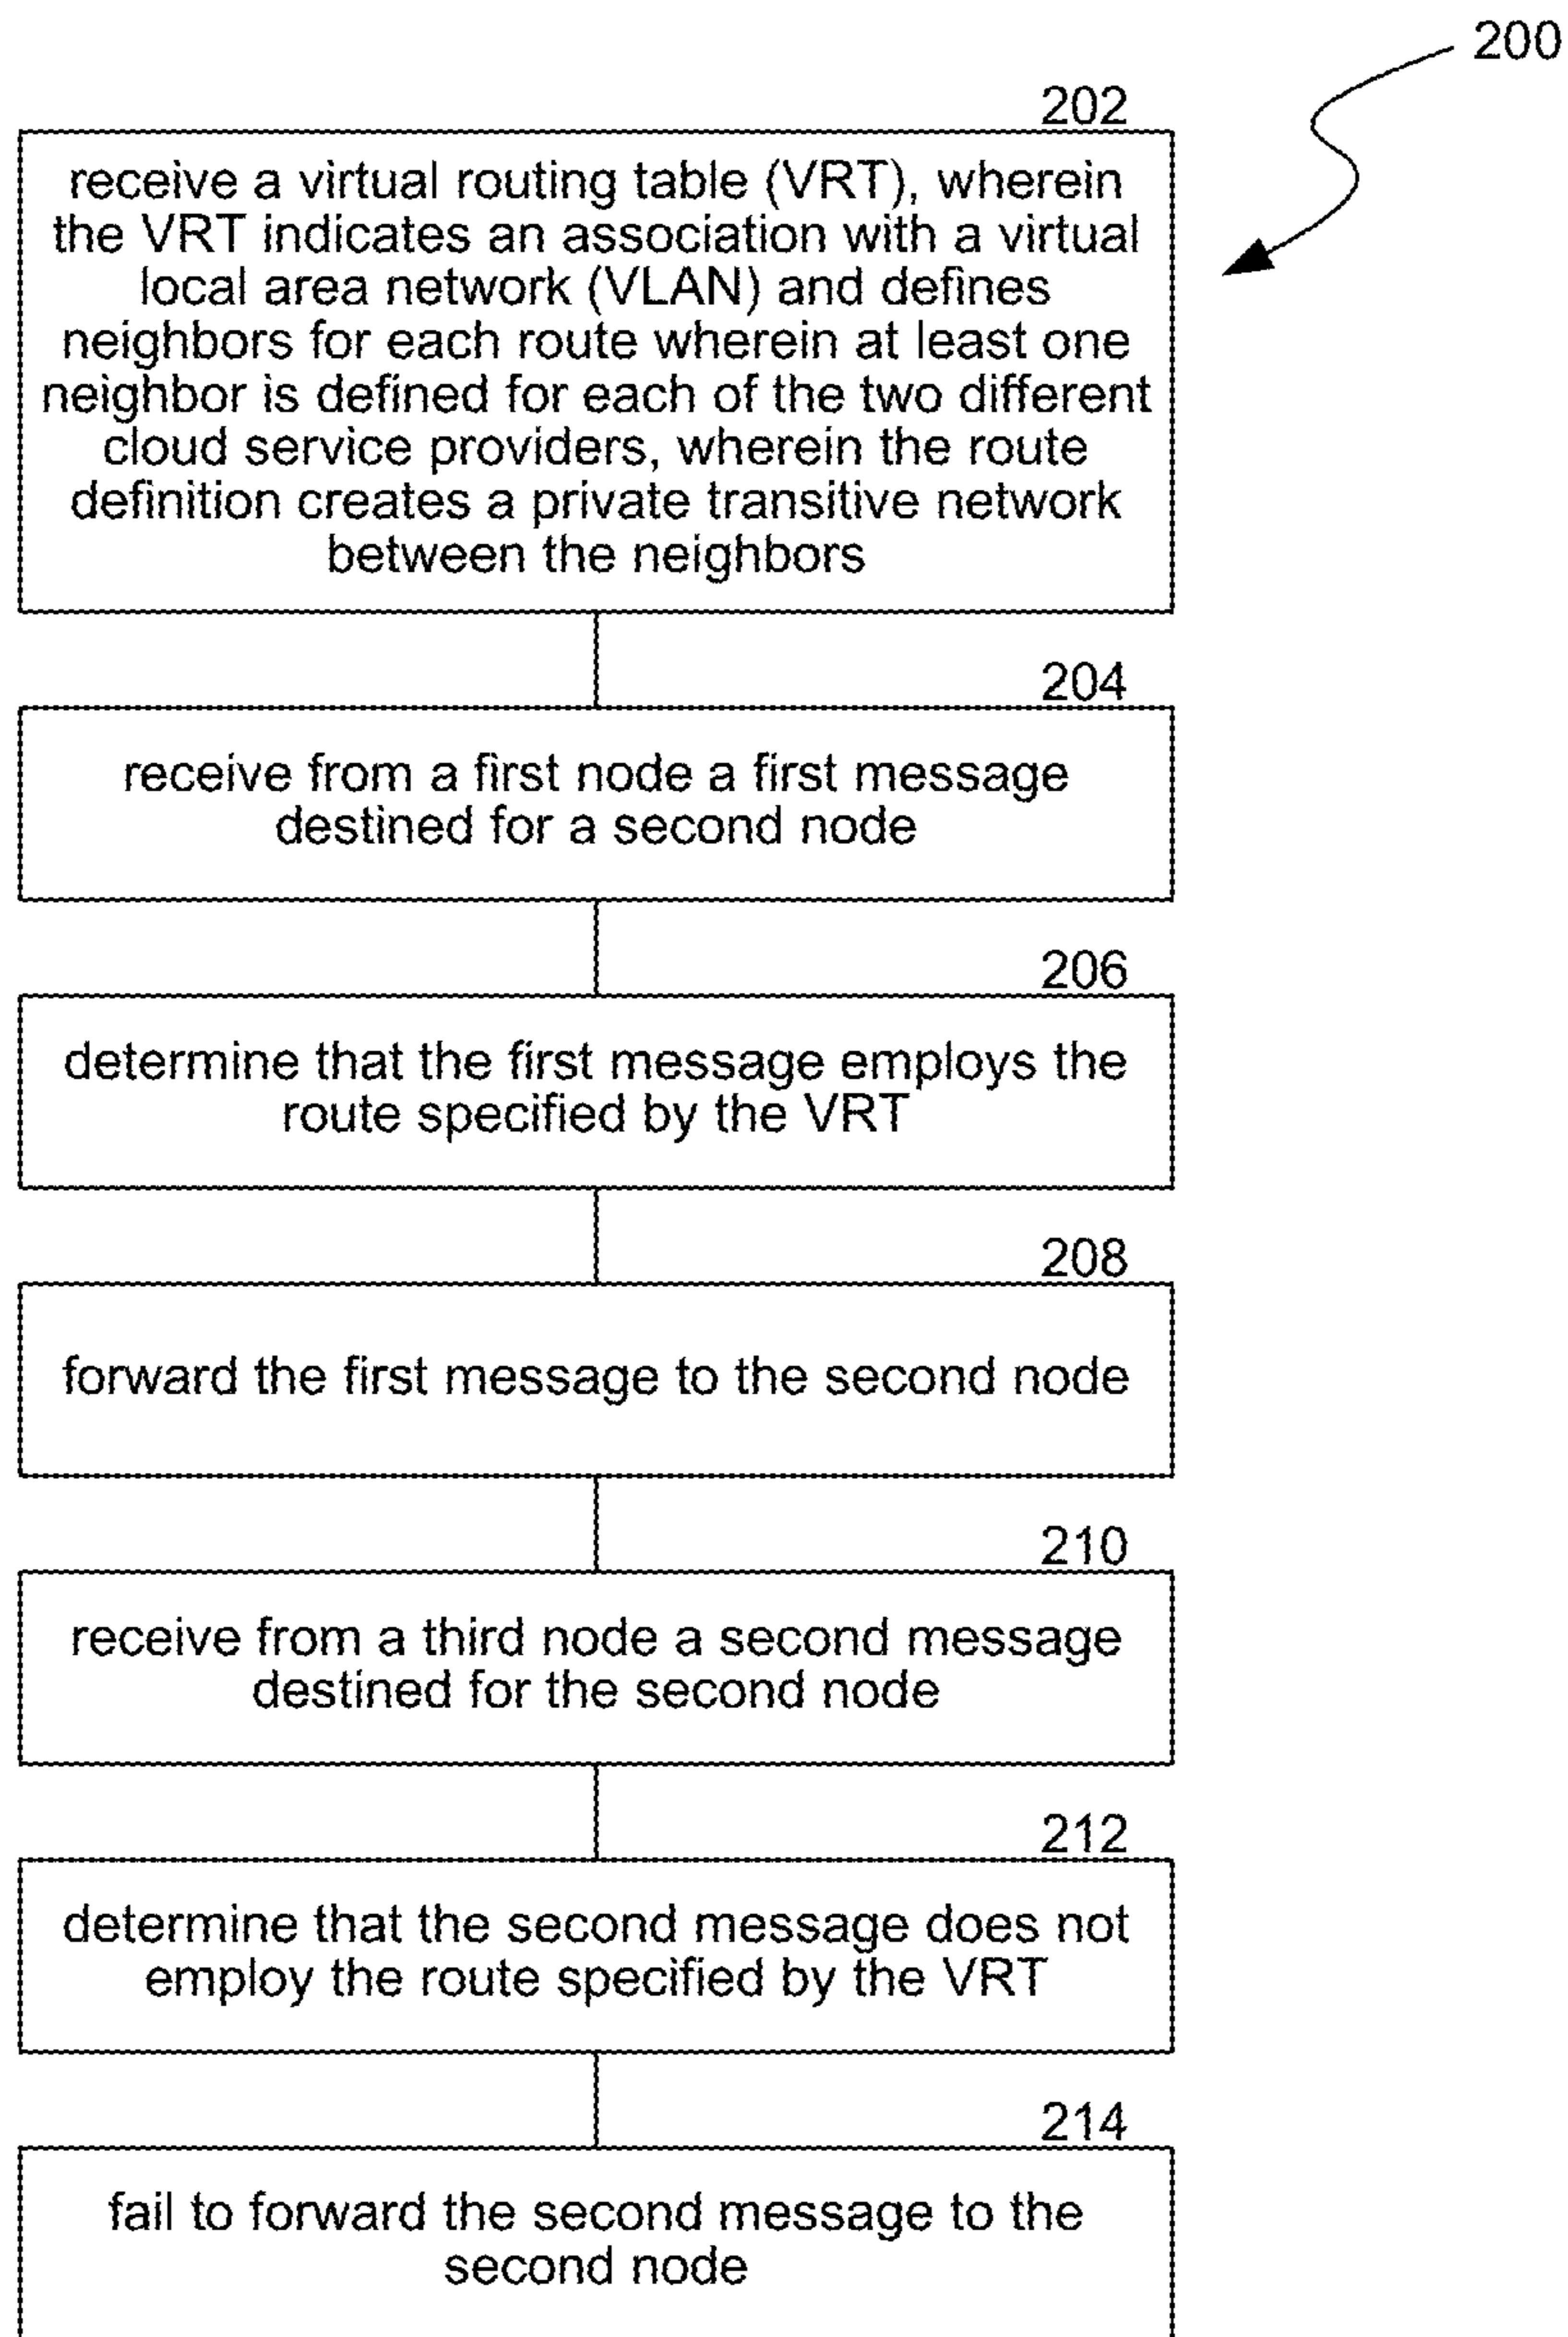 200
202
receive a virtual routing table (VRT), wherein
the VRT indicates an association with a virtual
local area network (VLAN) and defines
neighbors for each route wherein at least one
neighbor is defined for each of the two different
cloud service providers, wherein the route
definition creates a private transitive network
between the neighbors
204
receive from a first node a first message
destined for a second node
206
determine that the first message employs the
route specified by the VRT
208
forward the first message to the second node
210
receive from a third node a second message
destined for the second node
212
determine that the second message does not
employ the route specified by the VRT
214
fail to forward the second message to the
second node